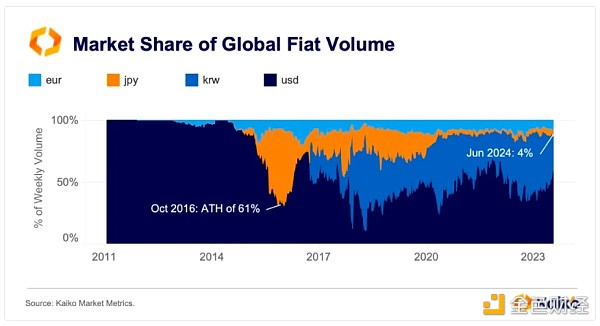 Market Share of Global Fiat Volume
eur jpy krw usd
% of Weekly Volume
100%
50%
0%
Oct 2016: ATH of 61%
Jun 2024: 4%
2011 2014 2017 2020 2023
Source: Kaiko Market Metrics.
金色财经